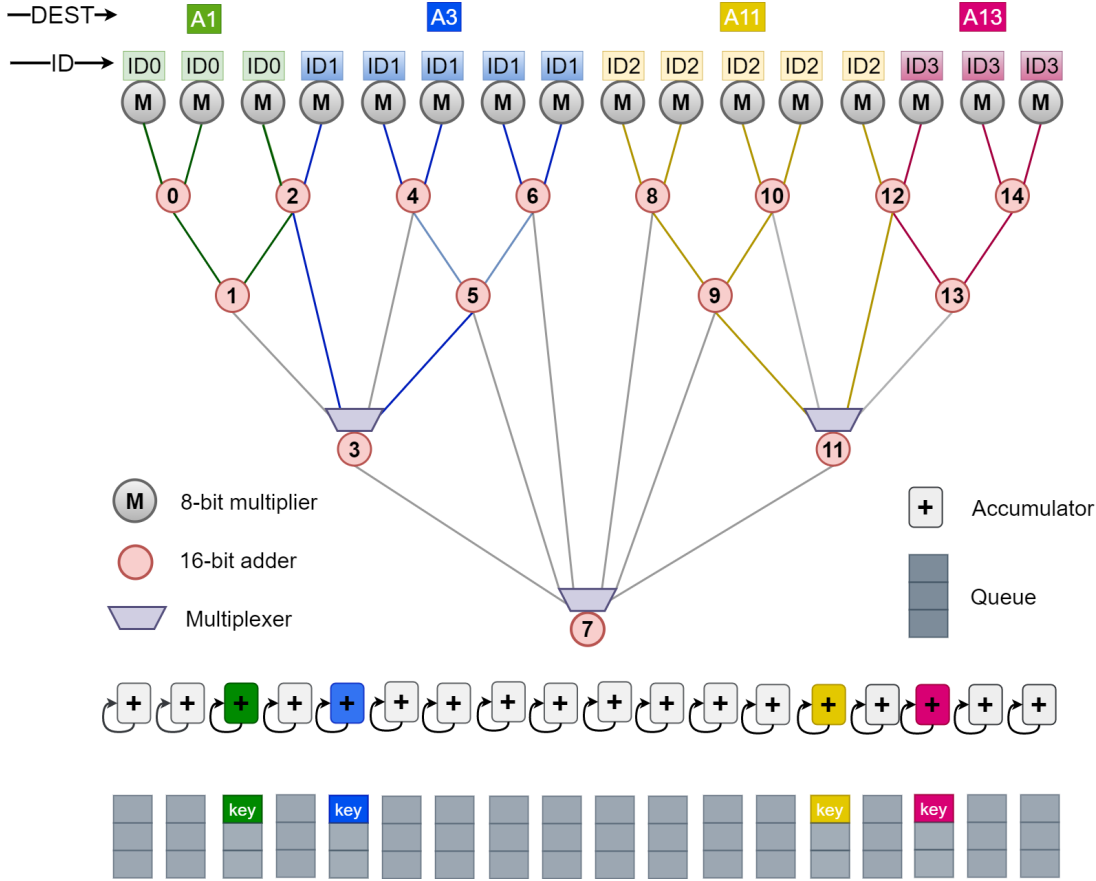 DEST A1 A3 A11 A13
ID ID0 ID0 ID0 ID1 ID1 ID1 ID1 ID1 ID2 ID2 ID2 ID2 ID2 ID3 ID3 ID3
M M M M M M M M M M M M M M M M
0 2 4 6 8 10 12 14
1 5 9 13
3 11
M 8-bit multiplier
+ Accumulator
16-bit adder
Queue
Multiplexer
7
+ + + + + + + + + + + + + + + + + +
key key key key